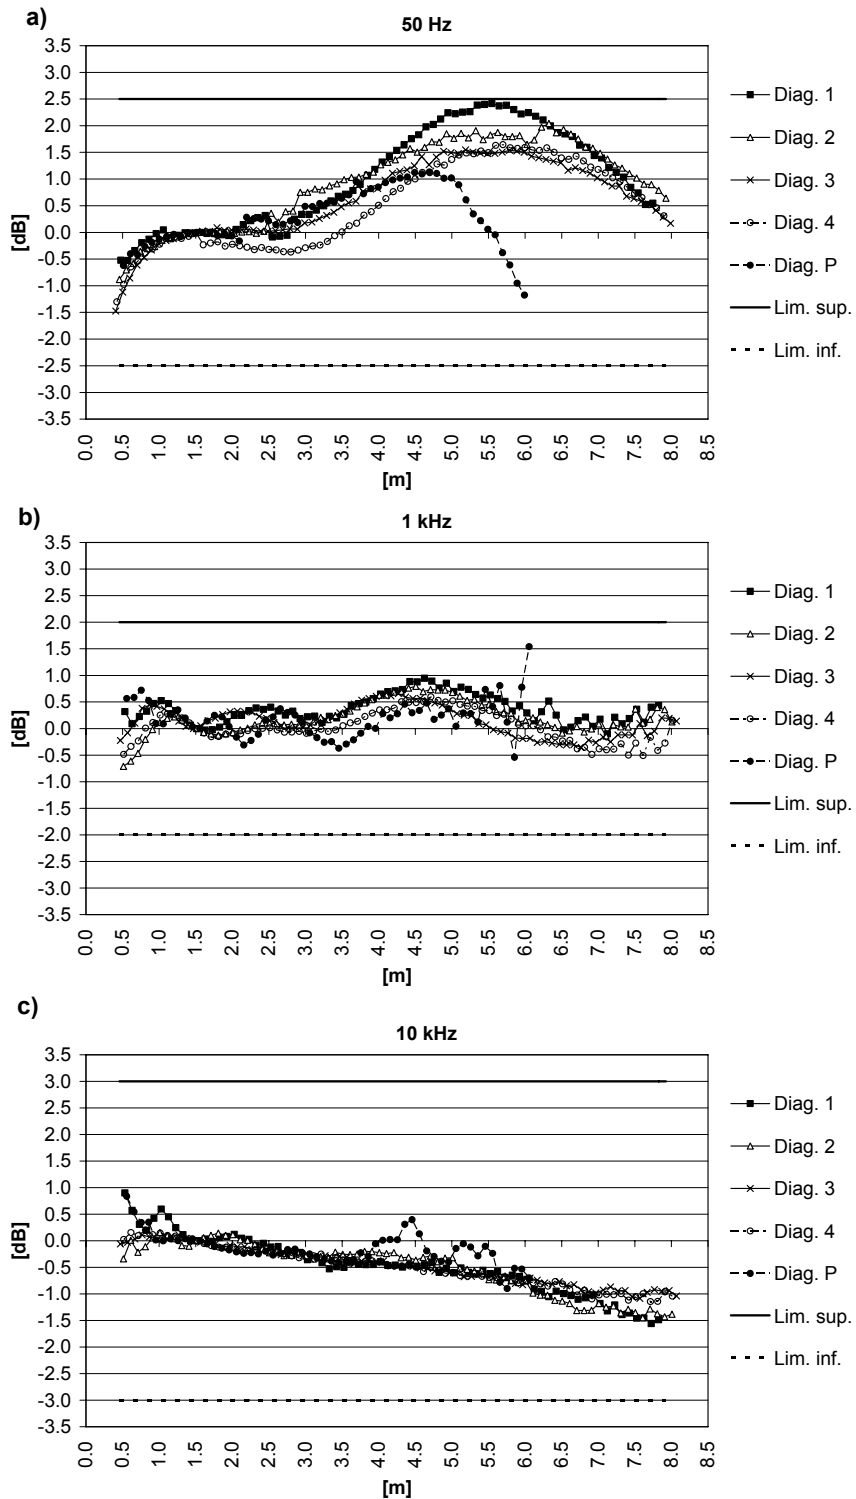 a)
50 Hz
3.5
3.0
2.5
2.0
1.5
1.0
0.5
0.0
-0.5
-1.0
-1.5
-2.0
-2.5
-3.0
-3.5
[dB]
0.0 0.5 1.0 1.5 2.0 2.5 3.0 3.5 4.0 4.5 5.0 5.5 6.0 6.5 7.0 7.5 8.0 8.5
[m]
Diag. 1
Diag. 2
Diag. 3
Diag. 4
Diag. P
Lim. sup.
Lim. inf.
b)
1 kHz
3.5
3.0
2.5
2.0
1.5
1.0
0.5
0.0
-0.5
-1.0
-1.5
-2.0
-2.5
-3.0
-3.5
[dB]
0.0 0.5 1.0 1.5 2.0 2.5 3.0 3.5 4.0 4.5 5.0 5.5 6.0 6.5 7.0 7.5 8.0 8.5
[m]
Diag. 1
Diag. 2
Diag. 3
Diag. 4
Diag. P
Lim. sup.
Lim. inf.
c)
10 kHz
3.5
3.0
2.5
2.0
1.5
1.0
0.5
0.0
-0.5
-1.0
-1.5
-2.0
-2.5
-3.0
-3.5
[dB]
0.0 0.5 1.0 1.5 2.0 2.5 3.0 3.5 4.0 4.5 5.0 5.5 6.0 6.5 7.0 7.5 8.0 8.5
[m]
Diag. 1
Diag. 2
Diag. 3
Diag. 4
Diag. P
Lim. sup.
Lim. inf.